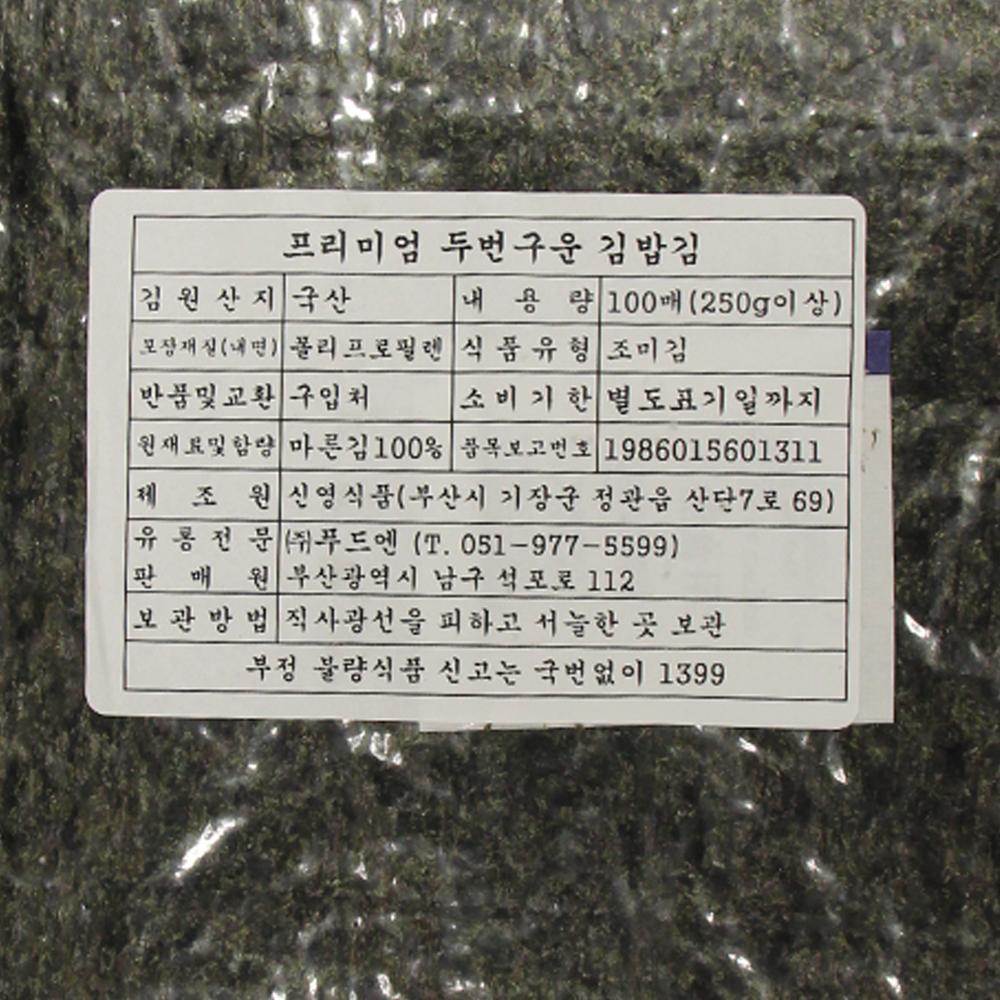 프리미엄 두번구운 김밥김
김원산지 국산 내용량 100매(250g이상)
포장재질(내면) 폴리프로필렌 식품유형 조미김
반품및교환 구입처 소비기한 별도표기일까지
원재료및함량 마른김100% 품목보고번호 1986015601311
제조원 신영식품(부산시 기장군 정관읍 산단7로 69)
유통전문 ㈜푸드엔 (T. 051-977-5599)
판매원 부산광역시 남구 석포로 112
보관방법 직사광선을 피하고 서늘한 곳 보관
부정 불량식품 신고는 국번없이 1399